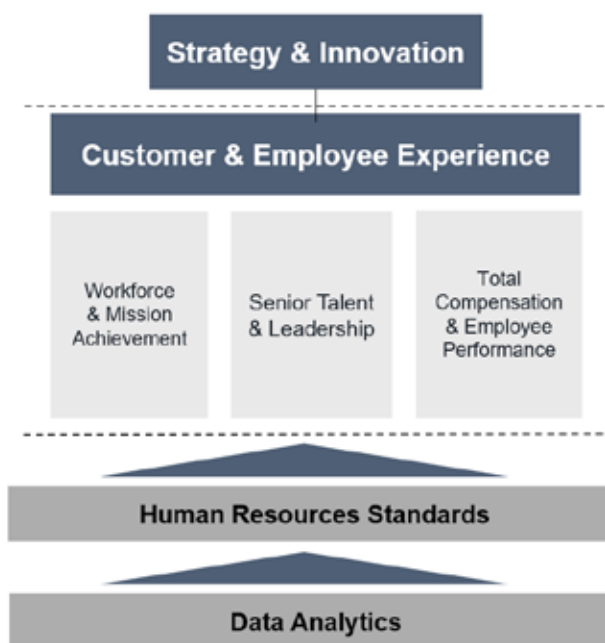 Strategy & Innovation
Customer & Employee Experience
Workforce
& Mission
Achievement
Senior Talent
& Leadership
Total
Compensation
& Employee
Performance
Human Resources Standards
Data Analytics